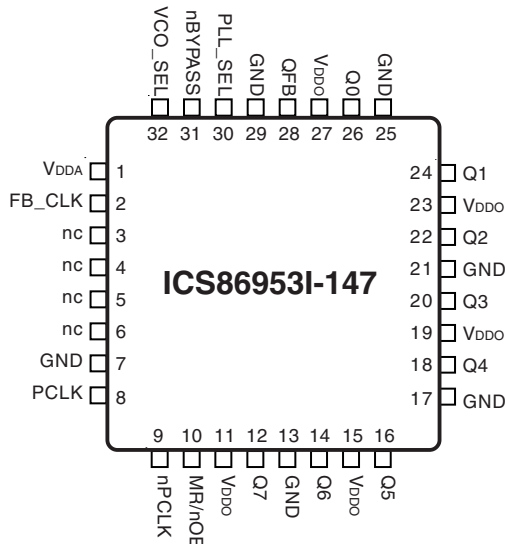 VCO_SEL
nBYPASS
PLL_SEL
GND
QFB
VDDO
Q0
GND
32 31 30 29 28 27 26 25
VDDA 1
FB_CLK 2
nc 3
nc 4
nc 5
nc 6
GND 7
PCLK 8
ICS86953I-147
24 Q1
23 VDDO
22 Q2
21 GND
20 Q3
19 VDDO
18 Q4
17 GND
9 10 11 12 13 14 15 16
nPCLK
MR/nOE
VDDO
Q7
GND
Q6
VDDO
Q5